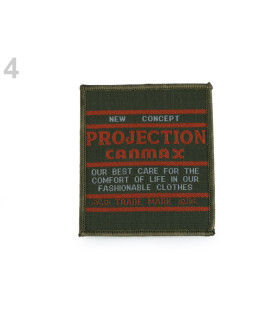 4
NEW CONCEPT
PROJECTION
CANMAX
OUR BEST CARE FOR THE
COMFORT OF LIFE IN OUR
FASHIONABLE CLOTHES
TRADE MARK